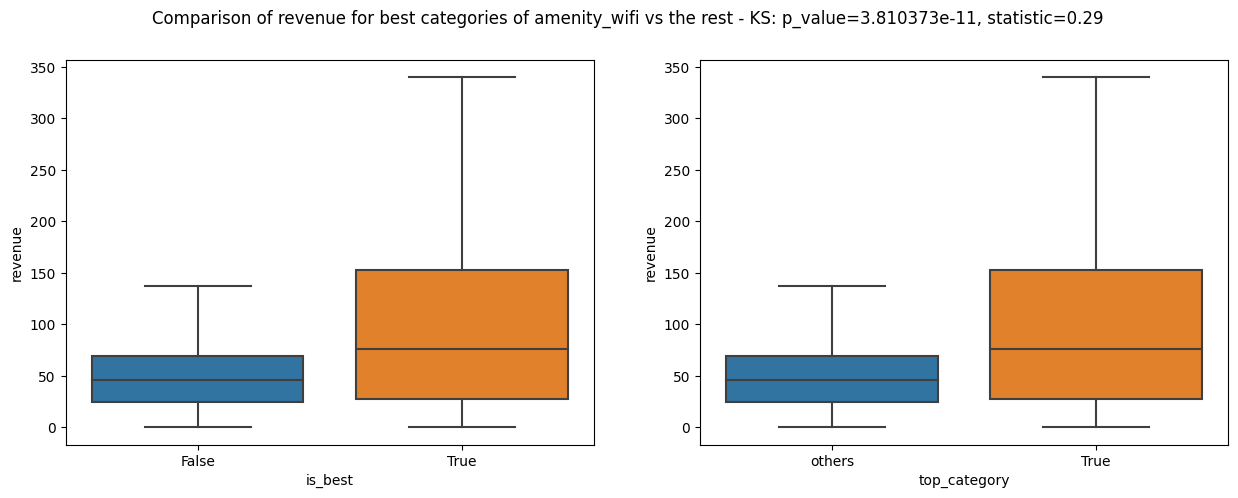 Comparison of revenue for best categories of amenity_wifi vs the rest - KS: p_value=3.810373e-11, statistic=0.29
350
300
250
200
150
100
50
0
revenue
False
True
is_best
350
300
250
200
150
100
50
0
revenue
others
True
top_category